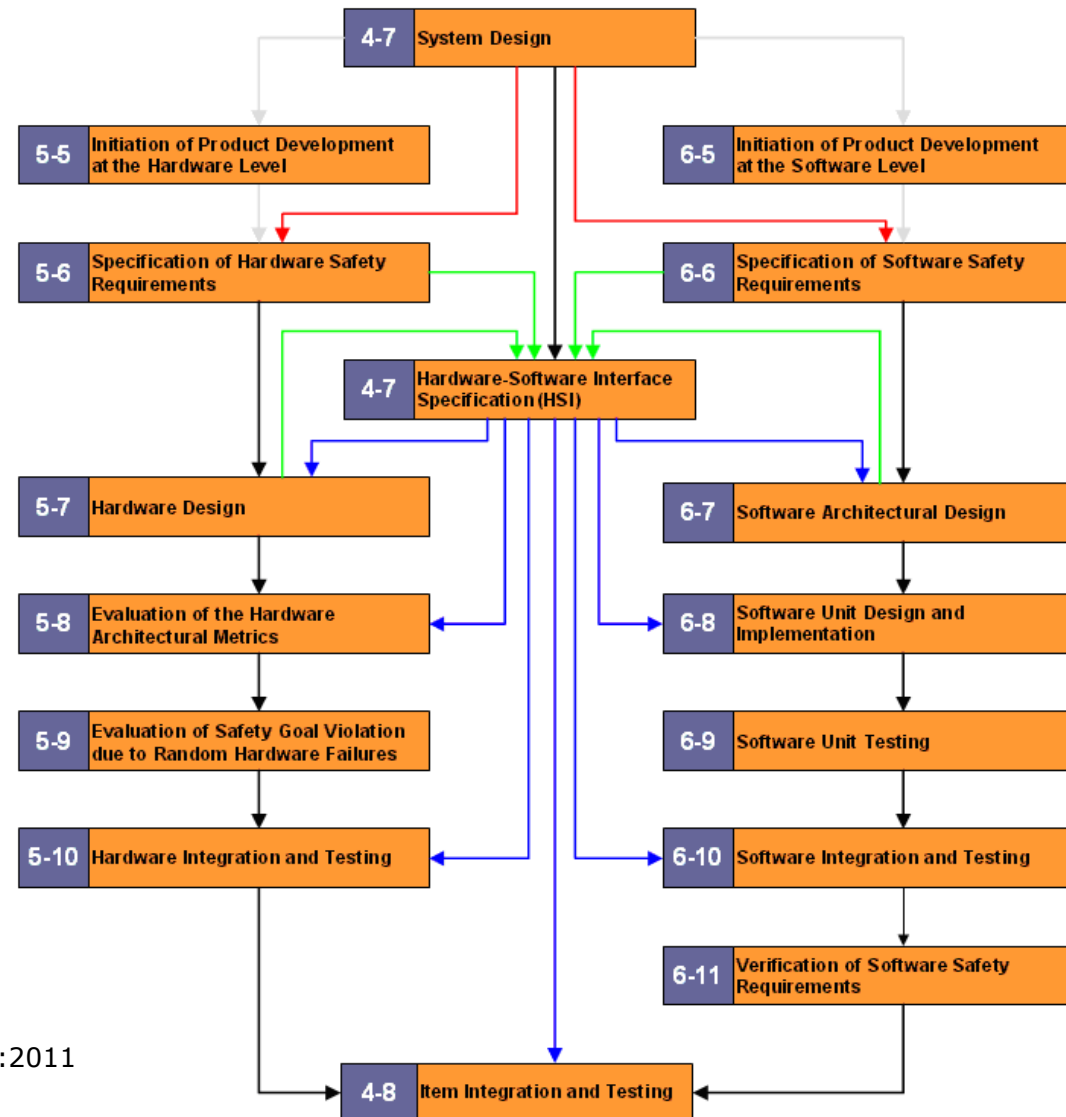 4-7 System Design
5-5 Initiation of Product Development
at the Hardware Level
6-5 Initiation of Product Development
at the Software Level
5-6 Specification of Hardware Safety
Requirements
6-6 Specification of Software Safety
Requirements
4-7 Hardware-Software Interface
Specification (HSI)
5-7 Hardware Design
6-7 Software Architectural Design
5-8 Evaluation of the Hardware
Architectural Metrics
6-8 Software Unit Design and
Implementation
5-9 Evaluation of Safety Goal Violation
due to Random Hardware Failures
6-9 Software Unit Testing
5-10 Hardware Integration and Testing
6-10 Software Integration and Testing
6-11 Verification of Software Safety
Requirements
:2011
4-8 Item Integration and Testing